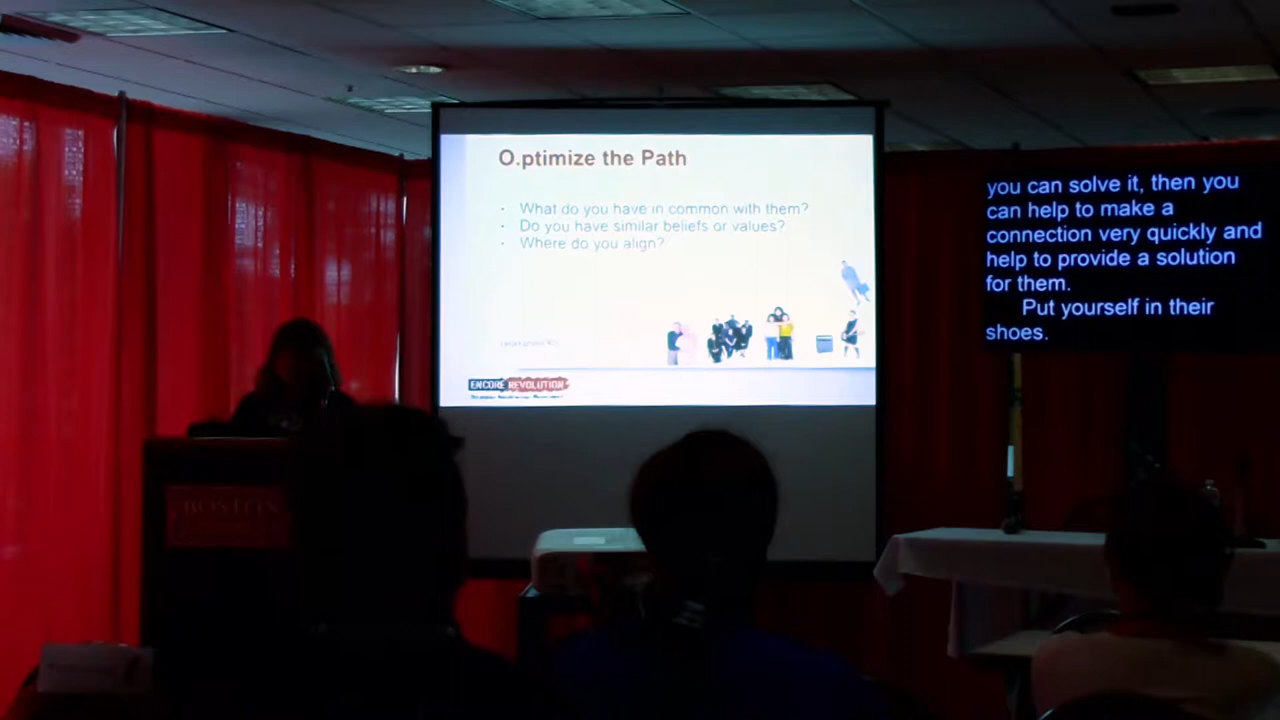 O.ptimize the Path
· What do you have in common with them?
· Do you have similar beliefs or values?
· Where do you align?
ENCORE REVOLUTION
you can solve it, then you
can help to make a
connection very quickly and
help to provide a solution
for them.
Put yourself in their
shoes.
BOSTON